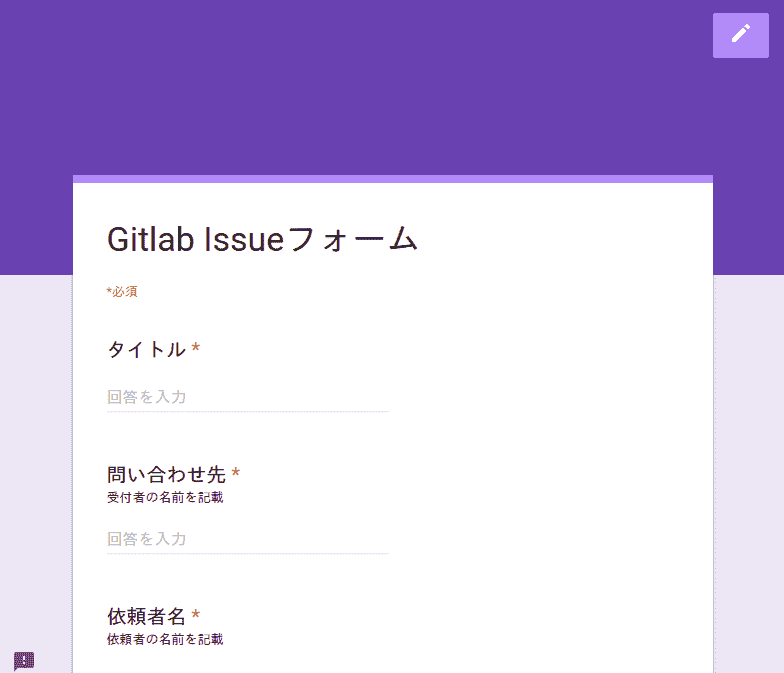 Gitlab Issueフォーム
*必須
タイトル *
回答を入力
問い合わせ先 *
受付者の名前を記載
回答を入力
依頼者名 *
依頼者の名前を記載